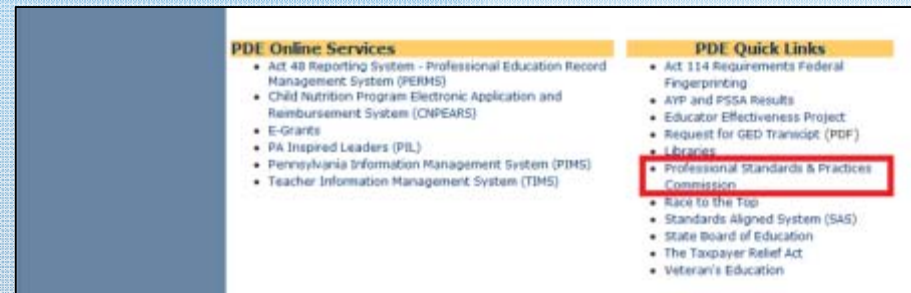 PDE Online Services
• Act 48 Reporting System - Professional Education Record
Management System (PERMS)
• Child Nutrition Program Electronic Application and
Reimbursement System (CNPEARS)
• E-Grants
• PA Inspired Leaders (PIL)
• Pennsylvania Information Management System (PIMS)
• Teacher Information Management System (TIMS)
PDE Quick Links
• Act 114 Requirements Federal
Fingerprinting
• AYP and PSSA Results
• Educator Effectiveness Project
• Request for GED Transcipt (PDF)
• Libraries
• Professional Standards & Practices
Commission
• Race to the Top
• Standards Aligned System (SAS)
• State Board of Education
• The Taxpayer Relief Act
• Veteran's Education